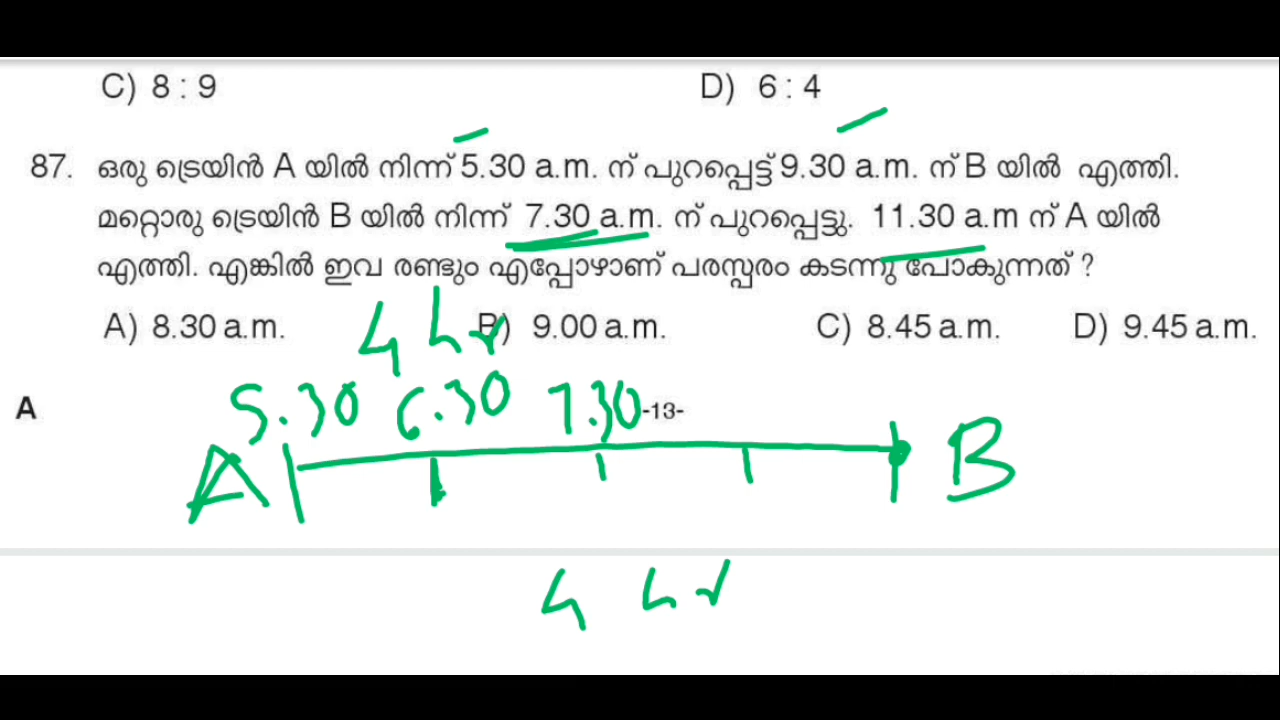 C) 8 : 9 D) 6 : 4
87. ഒരു ട്രെയിൻ A യിൽ നിന്ന് 5.30 a.m. ന് പുറപ്പെട്ട് 9.30 a.m. ന് B യിൽ എത്തി.
മറ്റൊരു ട്രെയിൻ B യിൽ നിന്ന് 7.30 a.m. ന് പുറപ്പെട്ടു. 11.30 a.m ന് A യിൽ
എത്തി. എങ്കിൽ ഇവ രണ്ടും എപ്പോഴാണ് പരസ്പരം കടന്നു പോകുന്നത് ?
A) 8.30 a.m. B) 9.00 a.m. C) 8.45 a.m. D) 9.45 a.m.
4 hr
5.30 6.30 7.30
A -13-
A B
4 hr